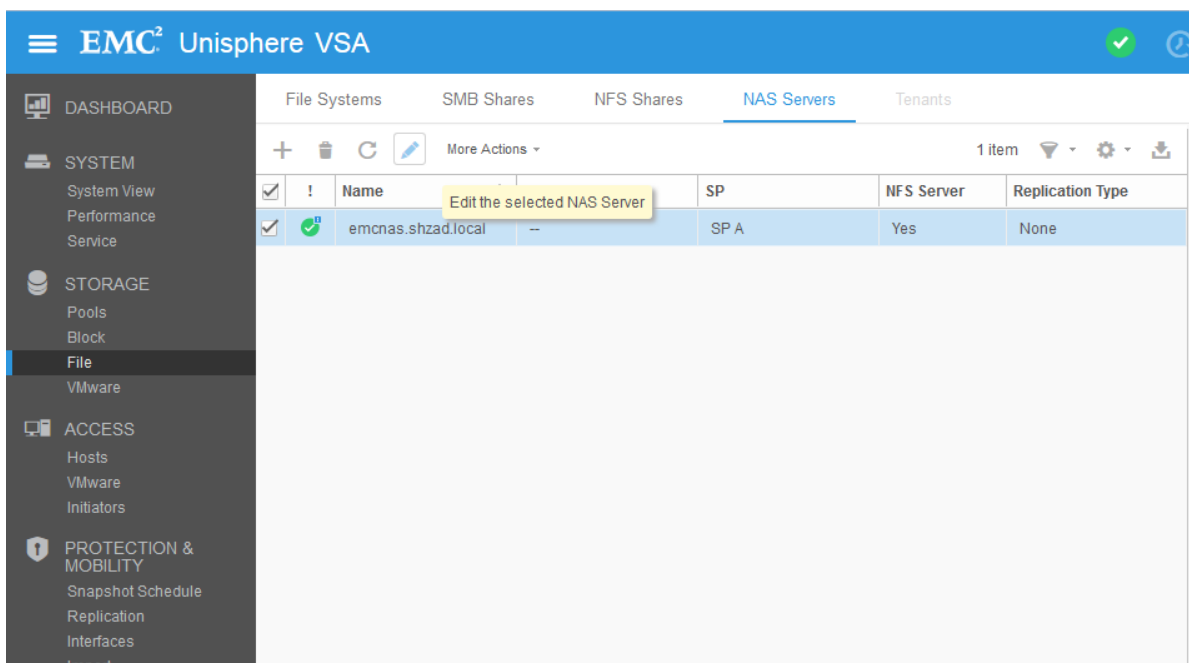 EMC² Unisphere VSA
DASHBOARD
SYSTEM
System View
Performance
Service
STORAGE
Pools
Block
File
VMware
ACCESS
Hosts
VMware
Initiators
PROTECTION &
MOBILITY
Snapshot Schedule
Replication
Interfaces
File Systems SMB Shares NFS Shares NAS Servers Tenants
More Actions 1 item
! Name SP NFS Server Replication Type
Edit the selected NAS Server
emcnas.shzad.local -- SP A Yes None